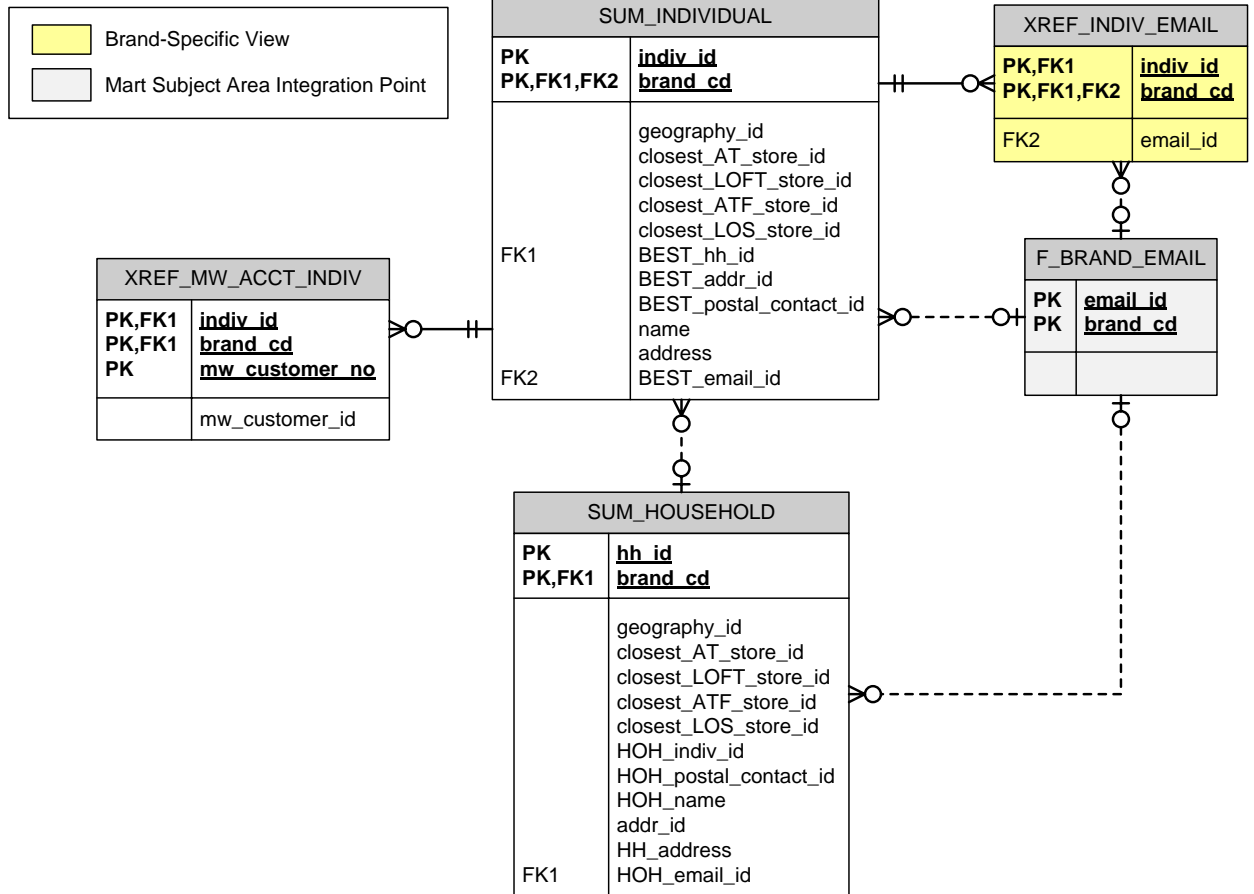 Brand-Specific View
Mart Subject Area Integration Point
SUM_INDIVIDUAL
PK indiv_id
PK,FK1,FK2 brand_cd
geography_id
closest_AT_store_id
closest_LOFT_store_id
closest_ATF_store_id
closest_LOS_store_id
FK1 BEST_hh_id
BEST_addr_id
BEST_postal_contact_id
name
address
FK2 BEST_email_id
XREF_INDIV_EMAIL
PK,FK1 indiv_id
PK,FK1,FK2 brand_cd
FK2 email_id
XREF_MW_ACCT_INDIV
PK,FK1 indiv_id
PK,FK1 brand_cd
PK mw_customer_no
mw_customer_id
F_BRAND_EMAIL
PK email_id
PK brand_cd
SUM_HOUSEHOLD
PK hh_id
PK,FK1 brand_cd
geography_id
closest_AT_store_id
closest_LOFT_store_id
closest_ATF_store_id
closest_LOS_store_id
HOH_indiv_id
HOH_postal_contact_id
HOH_name
addr_id
HH_address
FK1 HOH_email_id